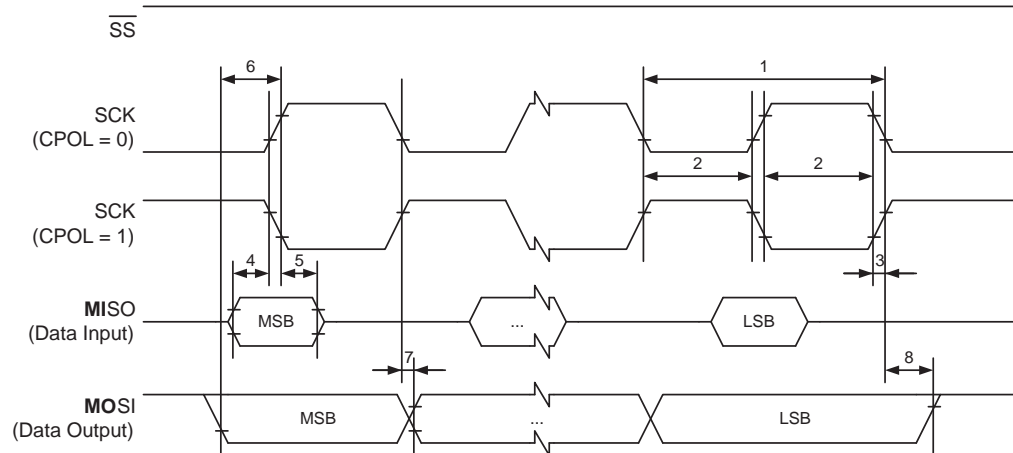 SS
6
1
SCK
(CPOL = 0)
2
2
SCK
(CPOL = 1)
4
5
3
MISO
(Data Input)
MSB
...
LSB
7
8
MOSI
(Data Output)
MSB
...
LSB